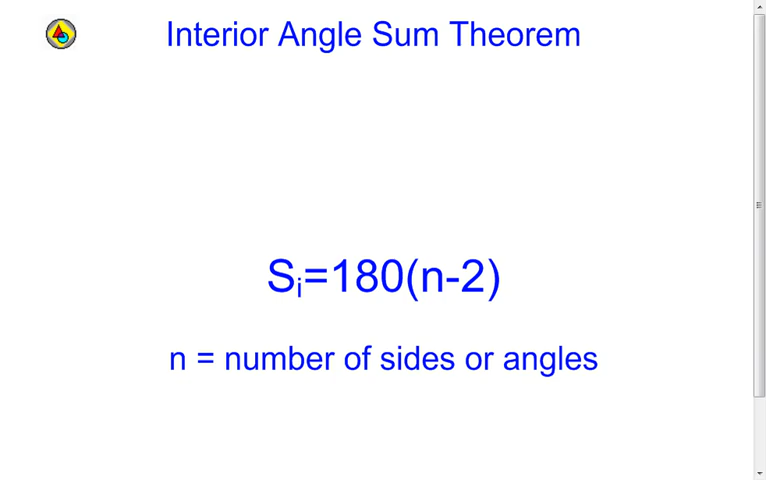 Interior Angle Sum Theorem
Sᵢ=180(n-2)
n = number of sides or angles